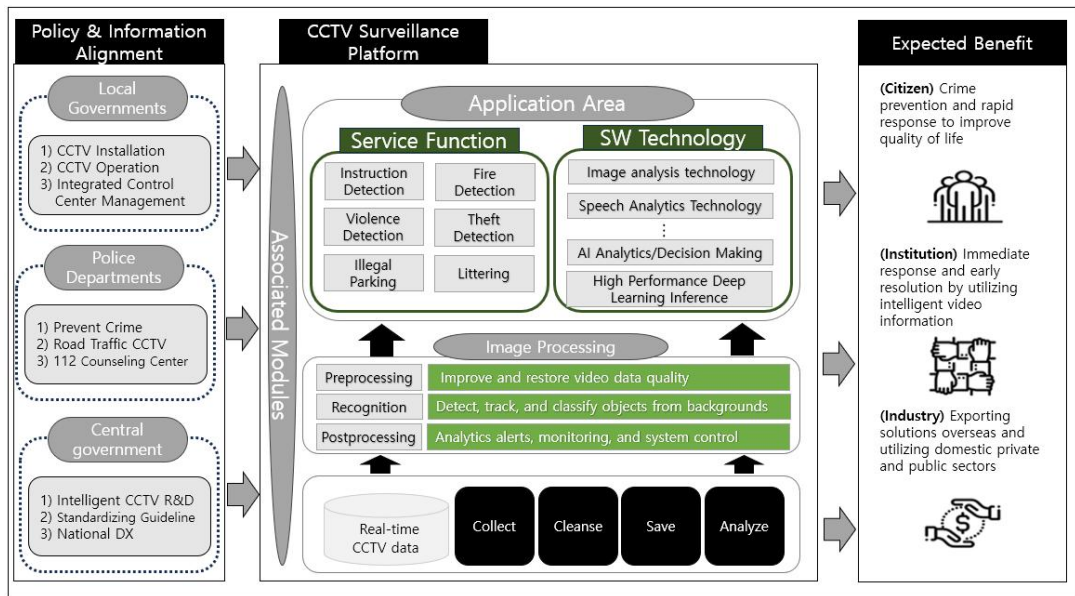 Policy & Information
Alignment
Local
Governments
1) CCTV Installation
2) CCTV Operation
3) Integrated Control
Center Management
Police
Departments
1) Prevent Crime
2) Road Traffic CCTV
3) 112 Counseling Center
Central
government
1) Intelligent CCTV R&D
2) Standardizing Guideline
3) National DX
CCTV Surveillance
Platform
Associated Modules
Application Area
Service Function
Instruction
Detection
Fire
Detection
Violence
Detection
Theft
Detection
Illegal
Parking
Littering
SW Technology
Image analysis technology
Speech Analytics Technology
⋮
AI Analytics/Decision Making
High Performance Deep
Learning Inference
Image Processing
Preprocessing
Improve and restore video data quality
Recognition
Detect, track, and classify objects from backgrounds
Postprocessing
Analytics alerts, monitoring, and system control
Real-time
CCTV data
Collect
Cleanse
Save
Analyze
Expected Benefit
(Citizen) Crime
prevention and rapid
response to improve
quality of life
(Institution) Immediate
response and early
resolution by utilizing
intelligent video
information
(Industry) Exporting
solutions overseas and
utilizing domestic private
and public sectors
$